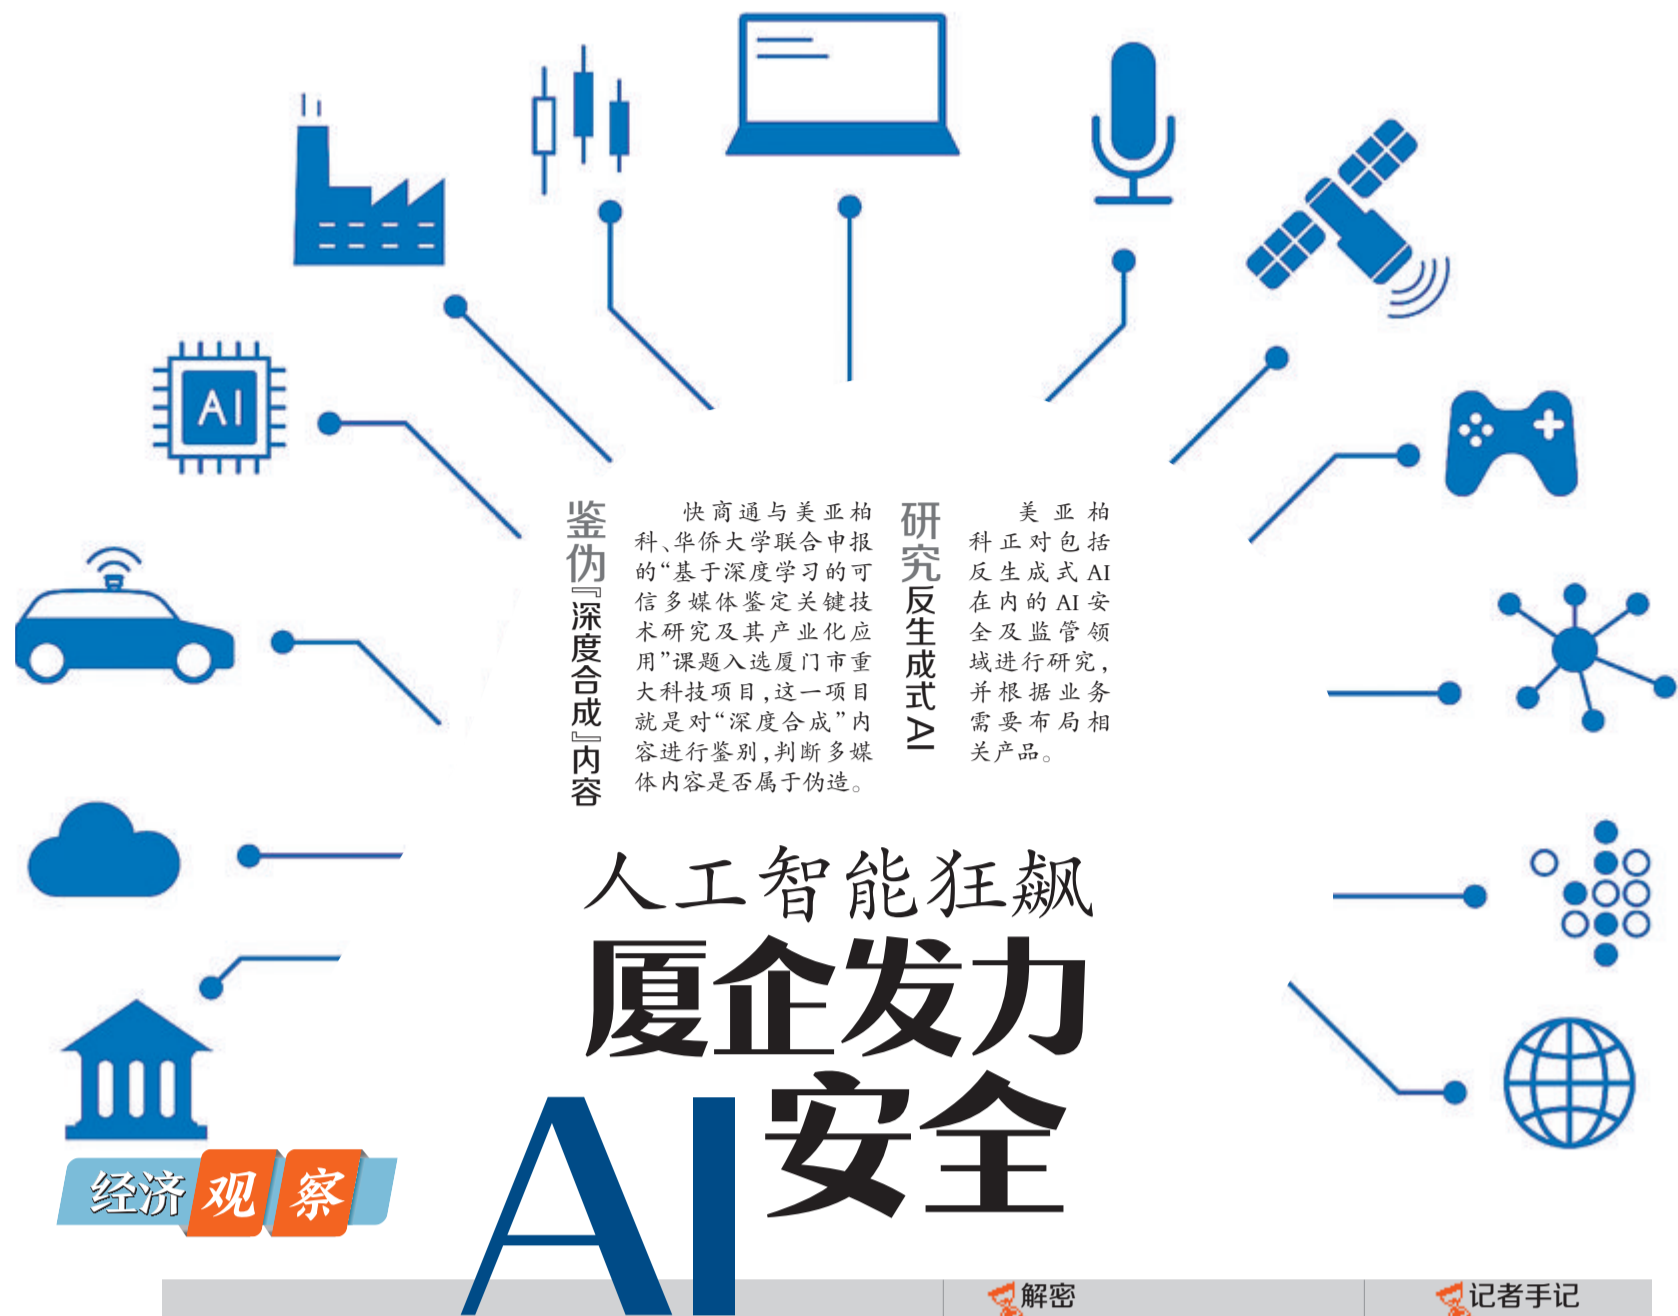 AI
鉴伪『深度合成』内容
快商通与美亚柏
科、华侨大学联合申报
的“基于深度学习的可
信多媒体鉴定关键技
术研究及其产业化应
用”课题入选厦门市重
大科技项目，这一项目
就是对“深度合成”内
容进行鉴别，判断多媒
体内容是否属于伪造。
研究反生成式AI
美亚柏
科正对包括
反生成式AI
在内的AI安
全及监管领
域进行研究，
并根据业务
需要布局相
关产品。
人工智能狂飙
厦企发力
AI安全
经济观察
解密
记者手记